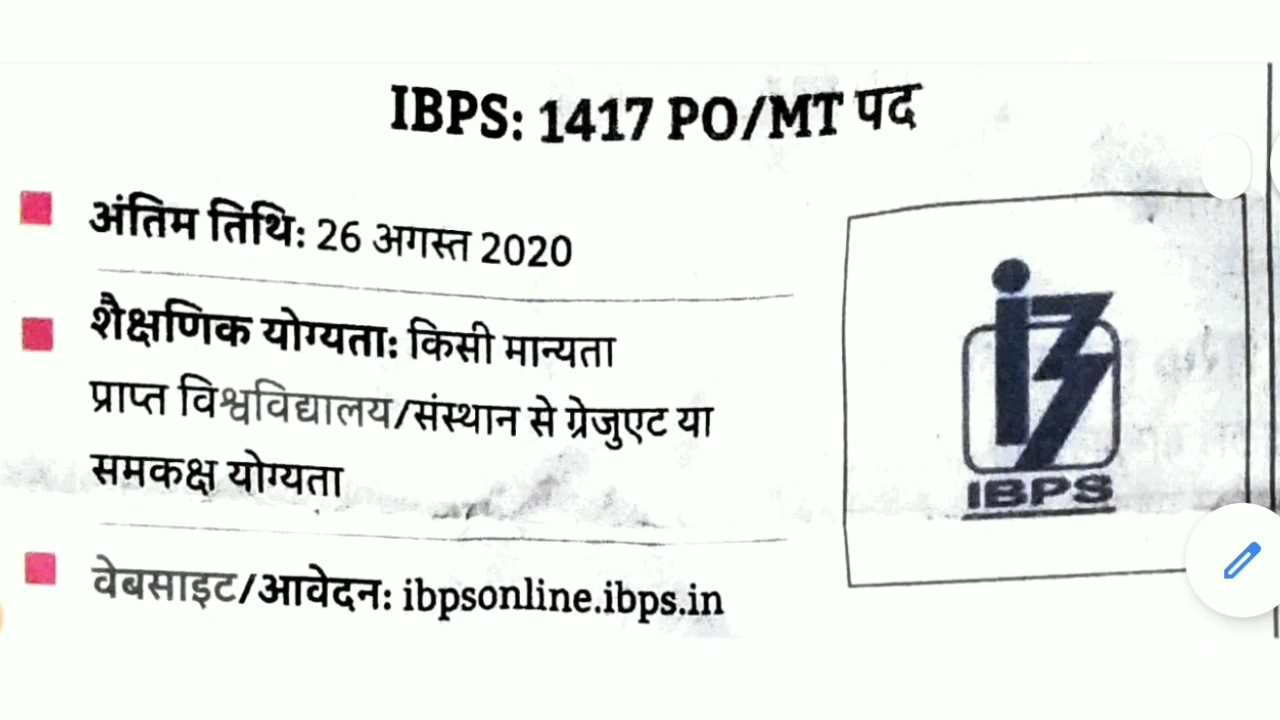 IBPS: 1417 PO/MT पद
अंतिम तिथि: 26 अगस्त 2020
शैक्षणिक योग्यता: किसी मान्यता
प्राप्त विश्वविद्यालय/संस्थान से ग्रेजुएट या
समकक्ष योग्यता
वेबसाइट/आवेदन: ibpsonline.ibps.in
IBPS